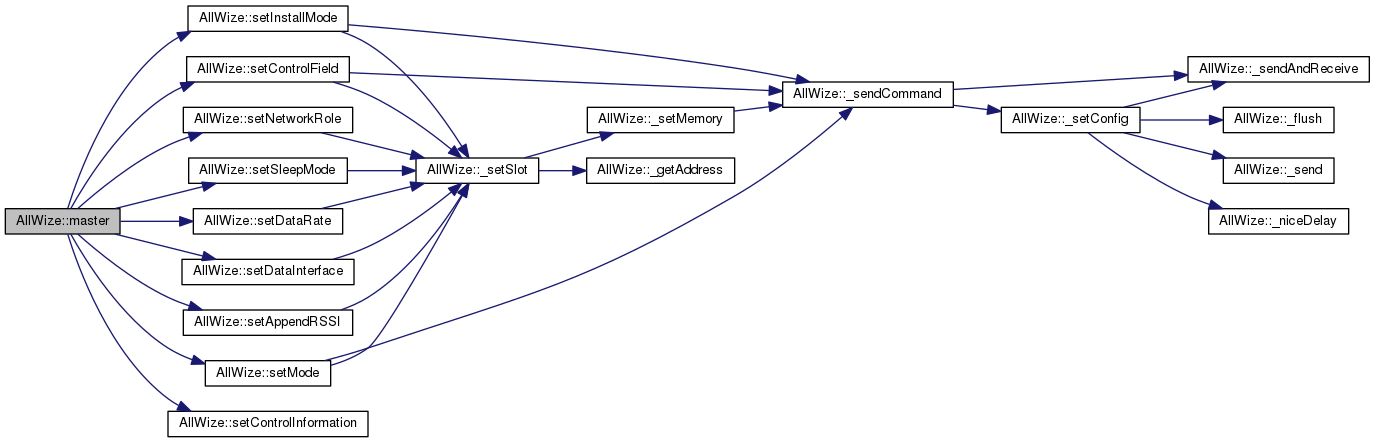 AllWize::master
AllWize::setInstallMode
AllWize::setControlField
AllWize::setNetworkRole
AllWize::setSleepMode
AllWize::setDataRate
AllWize::setDataInterface
AllWize::setAppendRSSI
AllWize::setMode
AllWize::setControlInformation
AllWize::_setSlot
AllWize::_setMemory
AllWize::_getAddress
AllWize::_sendCommand
AllWize::_setConfig
AllWize::_sendAndReceive
AllWize::_flush
AllWize::_send
AllWize::_niceDelay